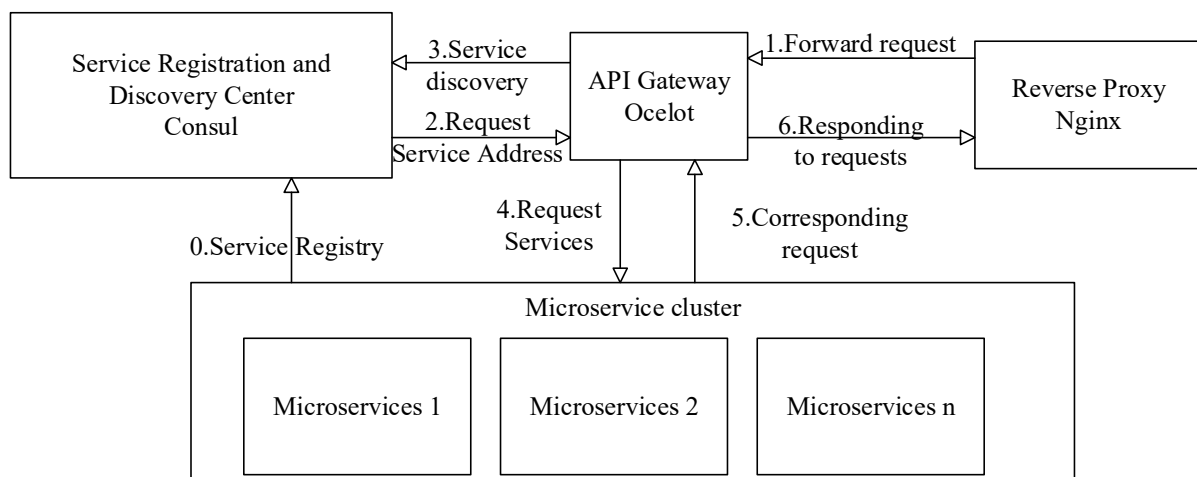 Service Registration and
Discovery Center
Consul
3.Service
discovery
2.Request
Service Address
API Gateway
Ocelot
1.Forward request
6.Responding
to requests
Reverse Proxy
Nginx
0.Service Registry
4.Request
Services
5.Corresponding
request
Microservice cluster
Microservices 1
Microservices 2
Microservices n